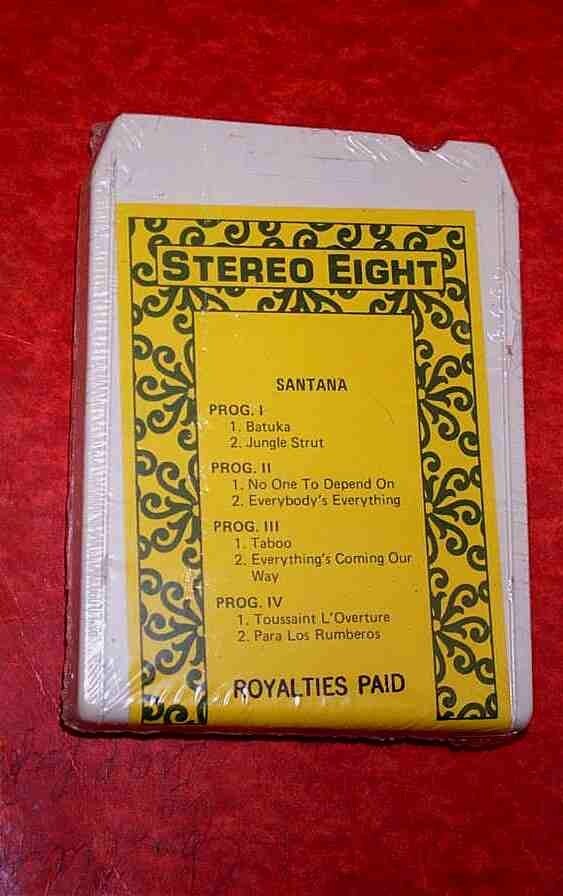 STEREO EIGHT
SANTANA
PROG. I
1. Batuka
2. Jungle Strut
PROG. II
1. No One To Depend On
2. Everybody's Everything
PROG. III
1. Taboo
2. Everything's Coming Our
Way
PROG. IV
1. Toussaint L'Overture
2. Para Los Rumberos
ROYALTIES PAID